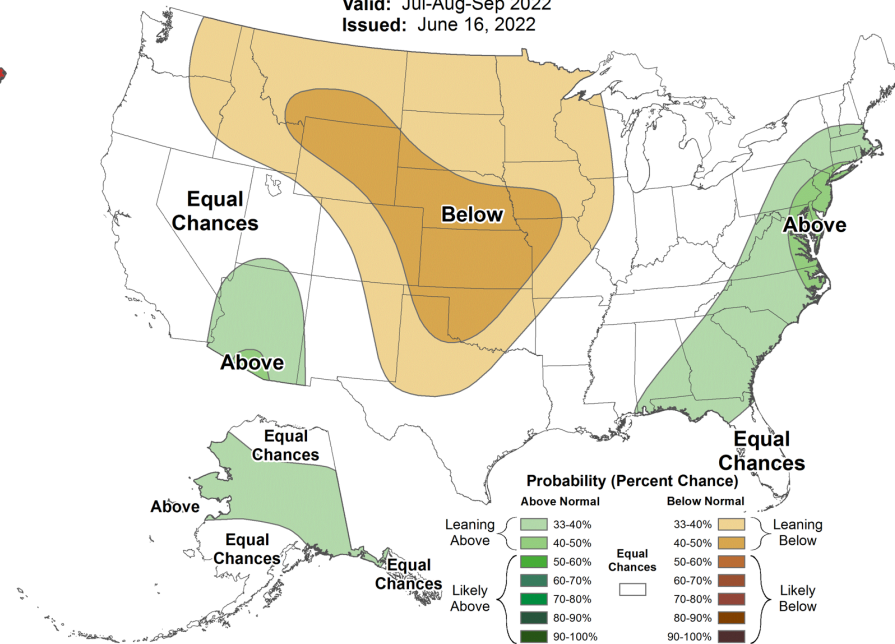 Valid: Jul-Aug-Sep 2022
Issued: June 16, 2022
Equal
Chances
Below
Above
Above
Equal
Chances
Equal
Chances
Above
Equal
Chances
Equal
Chances
Probability (Percent Chance)
Above Normal
Below Normal
Leaning
Above
33-40%
40-50%
Likely
Above
50-60%
60-70%
70-80%
80-90%
90-100%
Equal
Chances
33-40%
40-50%
Leaning
Below
50-60%
60-70%
70-80%
80-90%
90-100%
Likely
Below